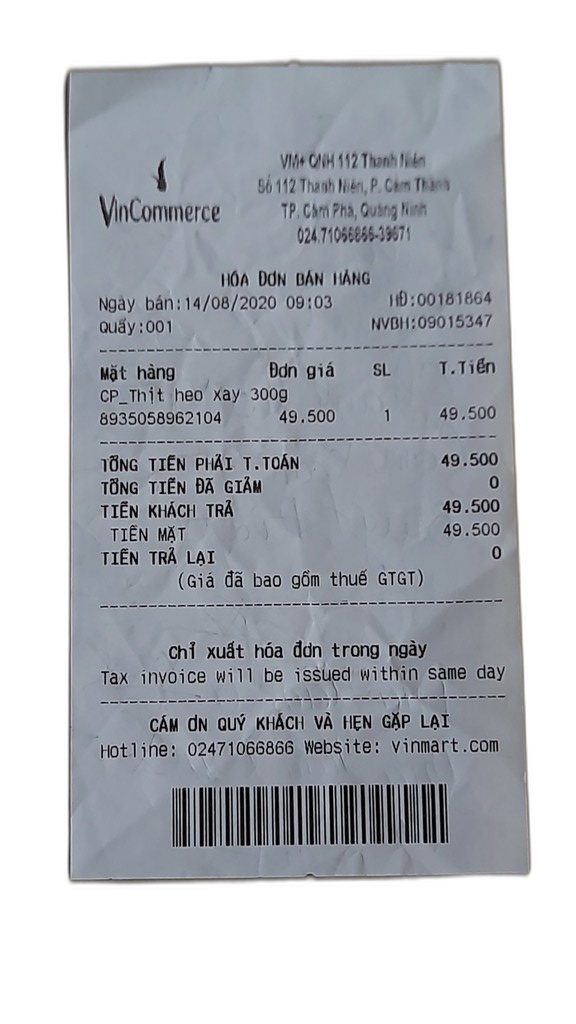 VinCommerce
VM+ QNH 112 Thanh Niên
Số 112 Thanh Niên, P. Cẩm Thành
TP. Cẩm Phả, Quảng Ninh
024.71066866-39671
HÓA ĐƠN BÁN HÀNG
Ngày bán:14/08/2020 09:03 HĐ:00181864
Quầy:001 NVBH:09015347
Mặt hàng Đơn giá SL T.Tiền
CP_Thịt heo xay 300g
8935058962104 49.500 1 49.500
TỔNG TIỀN PHẢI T.TOÁN 49.500
TỔNG TIỀN ĐÃ GIẢM 0
TIỀN KHÁCH TRẢ 49.500
TIỀN MẶT 49.500
TIỀN TRẢ LẠI 0
(Giá đã bao gồm thuế GTGT)
Chỉ xuất hóa đơn trong ngày
Tax invoice will be issued within same day
CÁM ƠN QUÝ KHÁCH VÀ HẸN GẶP LẠI
Hotline: 02471066866 Website: vinmart.com